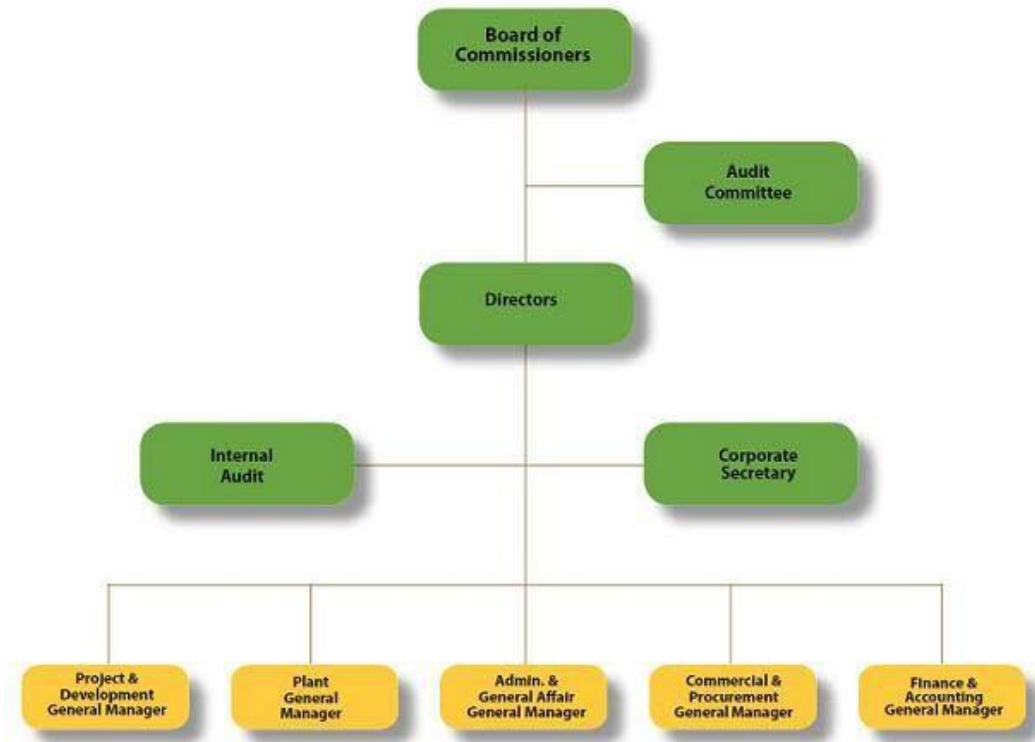 Board of
Commissioners
Audit
Committee
Directors
Internal
Audit
Corporate
Secretary
Project &
Development
General Manager
Plant
General
Manager
Admin. &
General Affair
General Manager
Commercial &
Procurement
General Manager
Finance &
Accounting
General Manager